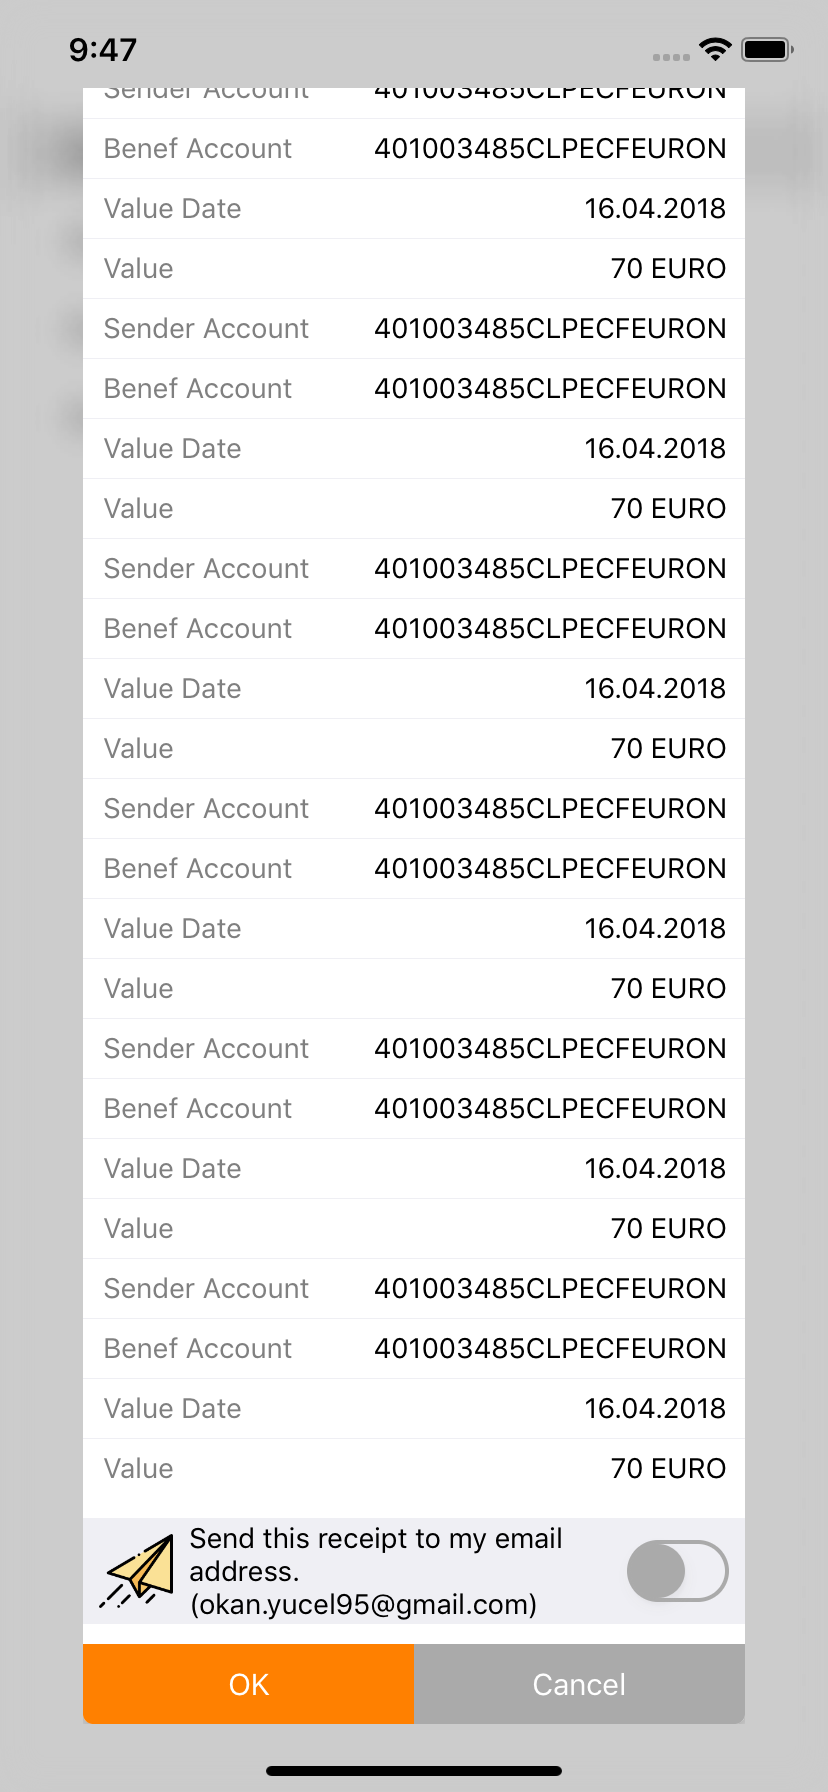 9:47
Sender Account 401003485CLPECFEURON
Benef Account 401003485CLPECFEURON
Value Date 16.04.2018
Value 70 EURO
Sender Account 401003485CLPECFEURON
Benef Account 401003485CLPECFEURON
Value Date 16.04.2018
Value 70 EURO
Sender Account 401003485CLPECFEURON
Benef Account 401003485CLPECFEURON
Value Date 16.04.2018
Value 70 EURO
Sender Account 401003485CLPECFEURON
Benef Account 401003485CLPECFEURON
Value Date 16.04.2018
Value 70 EURO
Sender Account 401003485CLPECFEURON
Benef Account 401003485CLPECFEURON
Value Date 16.04.2018
Value 70 EURO
Sender Account 401003485CLPECFEURON
Benef Account 401003485CLPECFEURON
Value Date 16.04.2018
Value 70 EURO
Send this receipt to my email
address.
(okan.yucel95@gmail.com)
OK Cancel